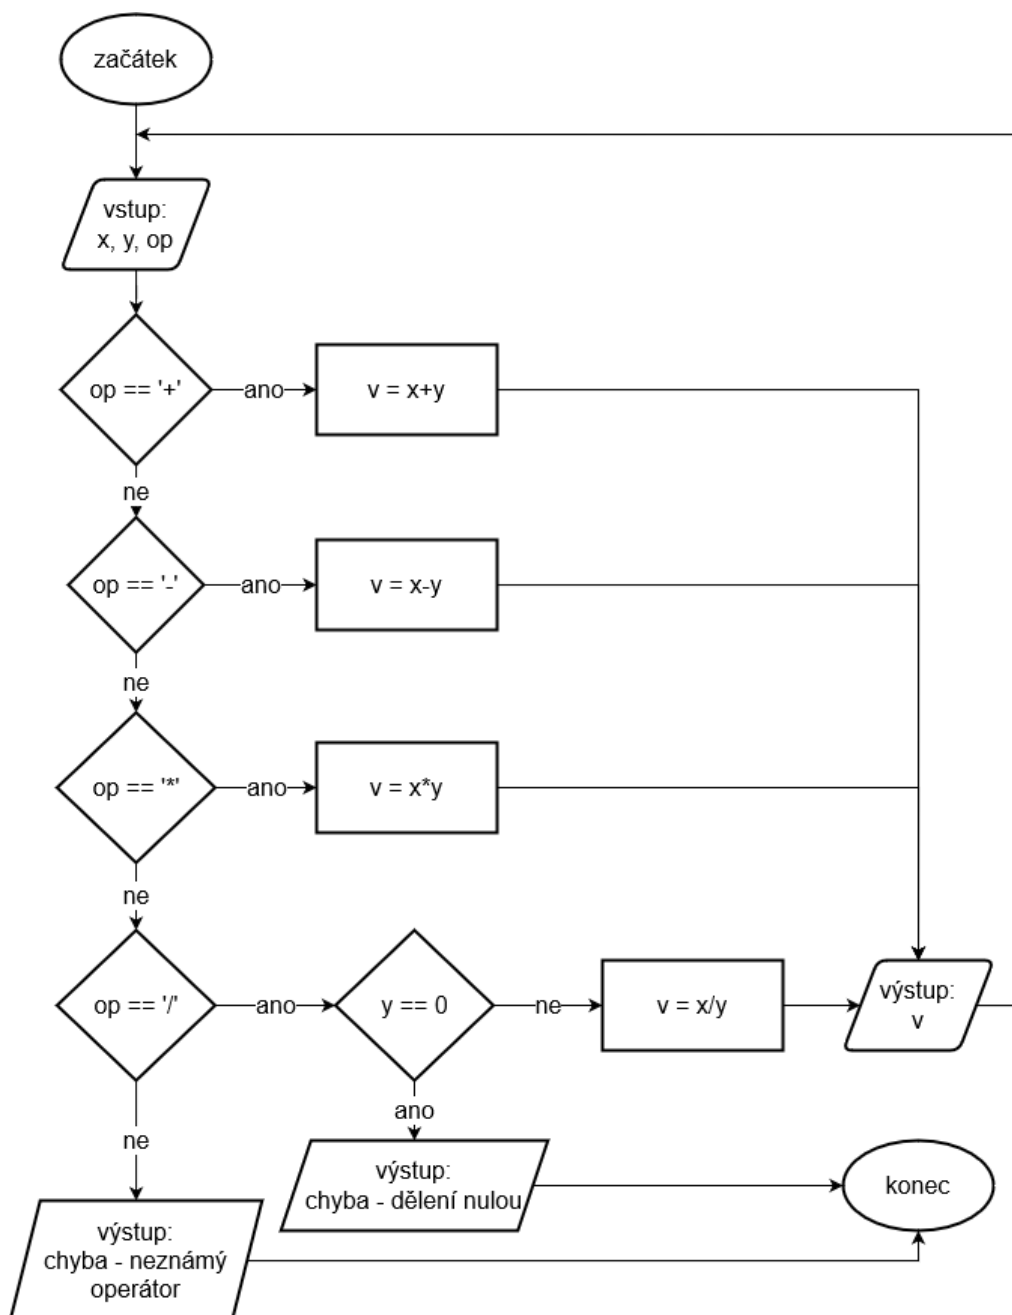 začátek
vstup:
x, y, op
op == '+'
ano
v = x+y
ne
op == '-'
ano
v = x-y
ne
op == '*'
ano
v = x*y
ne
op == '/'
ano
y == 0
ne
v = x/y
výstup:
v
ano
ne
výstup:
chyba - dělení nulou
konec
výstup:
chyba - neznámý
operátor